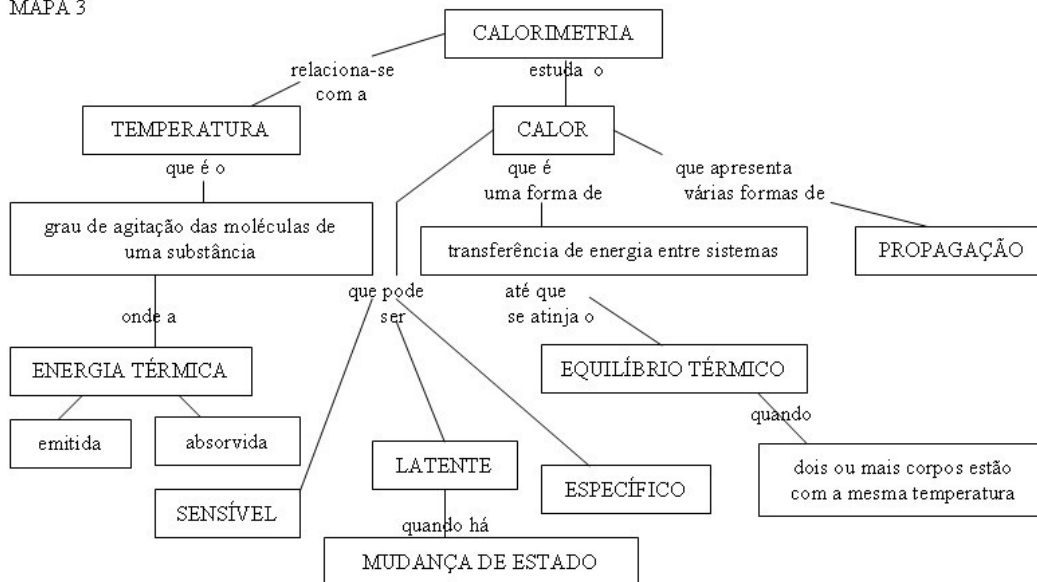 MAPA 3
CALORIMETRIA
relaciona-se
com a
estuda o
TEMPERATURA
CALOR
que é o
que é
uma forma de
que apresenta
várias formas de
grau de agitação das moléculas de
uma substância
transferência de energia entre sistemas
PROPAGAÇÃO
onde a
que pode
ser
até que
se atinja o
ENERGIA TÉRMICA
EQUILÍBRIO TÉRMICO
emitida
absorvida
quando
LATENTE
ESPECÍFICO
dois ou mais corpos estão
com a mesma temperatura
SENSÍVEL
quando há
MUDANÇA DE ESTADO